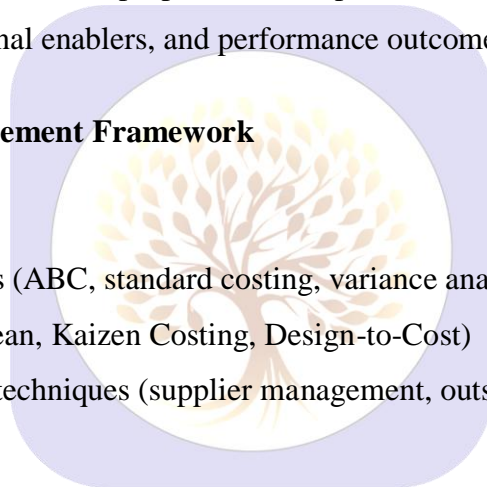 nal enablers, and performance outcome
ement Framework
s (ABC, standard costing, variance ana
ean, Kaizen Costing, Design-to-Cost)
techniques (supplier management, outs